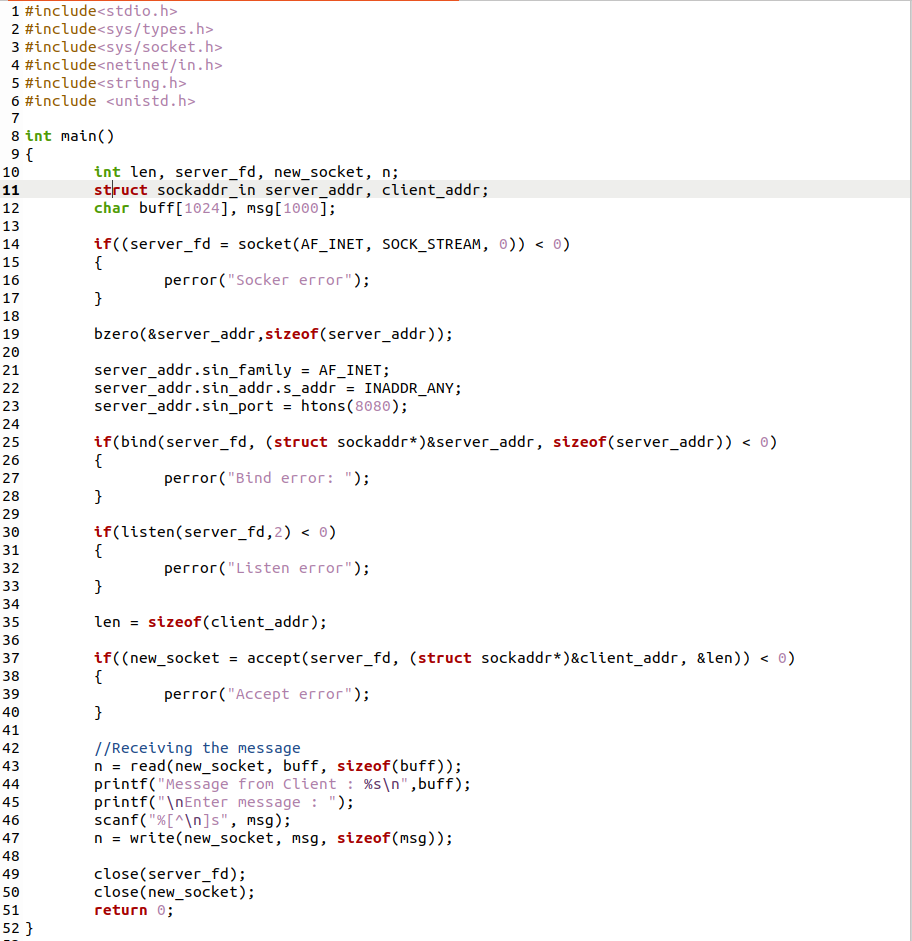 1 #include<stdio.h>
2 #include<sys/types.h>
3 #include<sys/socket.h>
4 #include<netinet/in.h>
5 #include<string.h>
6 #include <unistd.h>
7
8 int main()
9 {
10         int len, server_fd, new_socket, n;
11         struct sockaddr_in server_addr, client_addr;
12         char buff[1024], msg[1000];
13
14         if((server_fd = socket(AF_INET, SOCK_STREAM, 0)) < 0)
15         {
16                 perror("Socker error");
17         }
18
19         bzero(&server_addr,sizeof(server_addr));
20
21         server_addr.sin_family = AF_INET;
22         server_addr.sin_addr.s_addr = INADDR_ANY;
23         server_addr.sin_port = htons(8080);
24
25         if(bind(server_fd, (struct sockaddr*)&server_addr, sizeof(server_addr)) < 0)
26         {
27                 perror("Bind error: ");
28         }
29
30         if(listen(server_fd,2) < 0)
31         {
32                 perror("Listen error");
33         }
34
35         len = sizeof(client_addr);
36
37         if((new_socket = accept(server_fd, (struct sockaddr*)&client_addr, &len)) < 0)
38         {
39                 perror("Accept error");
40         }
41
42         //Receiving the message
43         n = read(new_socket, buff, sizeof(buff));
44         printf("Message from Client : %s\n",buff);
45         printf("\nEnter message : ");
46         scanf("%[^\n]s", msg);
47         n = write(new_socket, msg, sizeof(msg));
48
49         close(server_fd);
50         close(new_socket);
51         return 0;
52 }